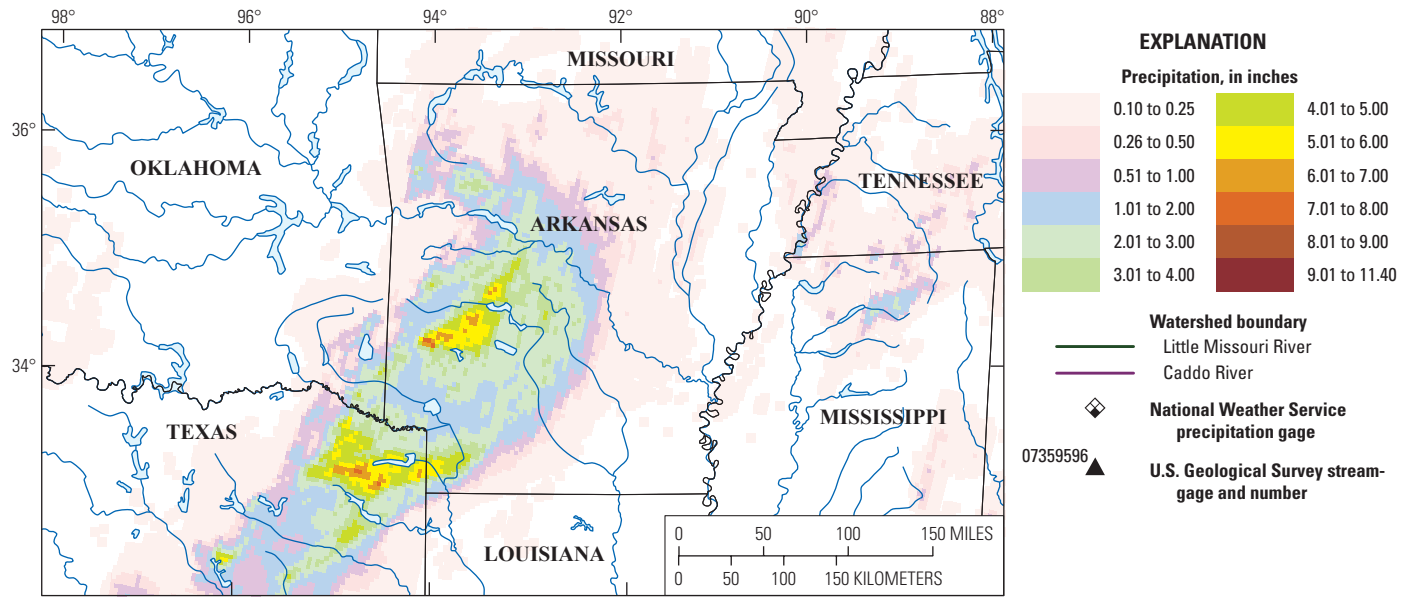 98° 96° 94° 92° 90° 88°
MISSOURI
36°
OKLAHOMA
TENNESSEE
ARKANSAS
34°
TEXAS
MISSISSIPPI
LOUISIANA
0 50 100 150 MILES
0 50 100 150 KILOMETERS
EXPLANATION
Precipitation, in inches
0.10 to 0.25
0.26 to 0.50
0.51 to 1.00
1.01 to 2.00
2.01 to 3.00
3.01 to 4.00
4.01 to 5.00
5.01 to 6.00
6.01 to 7.00
7.01 to 8.00
8.01 to 9.00
9.01 to 11.40
Watershed boundary
Little Missouri River
Caddo River
National Weather Service
precipitation gage
07359596
U.S. Geological Survey stream-
gage and number